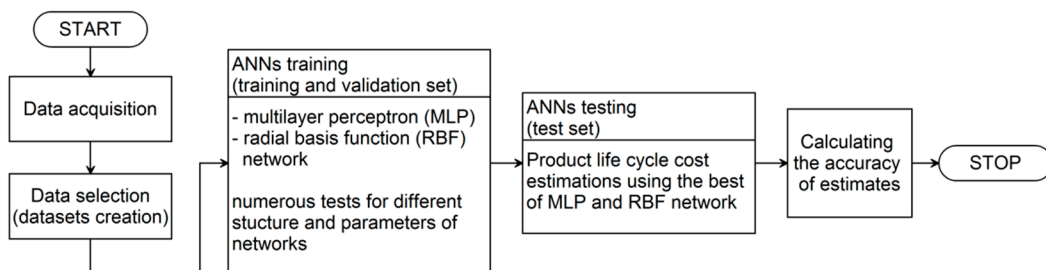 START
Data acquisition
Data selection
(datasets creation)
ANNs training
(training and validation set)
- multilayer perceptron (MLP)
- radial basis function (RBF)
network
numerous tests for different
stucture and parameters of
networks
ANNs testing
(test set)
Product life cycle cost
estimations using the best
of MLP and RBF network
Calculating
the accuracy
of estimates
STOP